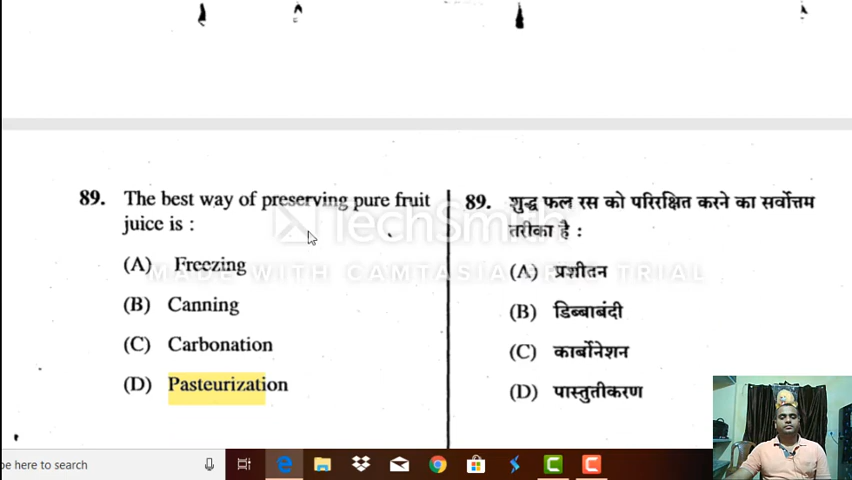 89. The best way of preserving pure fruit
juice is :
(A) Freezing
(B) Canning
(C) Carbonation
(D) Pasteurization
89. शुद्ध फल रस को परिरक्षित करने का सर्वोत्तम
तरीका है :
(A) प्रशीतन
(B) डिब्बाबंदी
(C) कार्बोनेशन
(D) पास्तुतीकरण
TechSmith
MADE WITH CAMTASIA FREE TRIAL
pe here to search